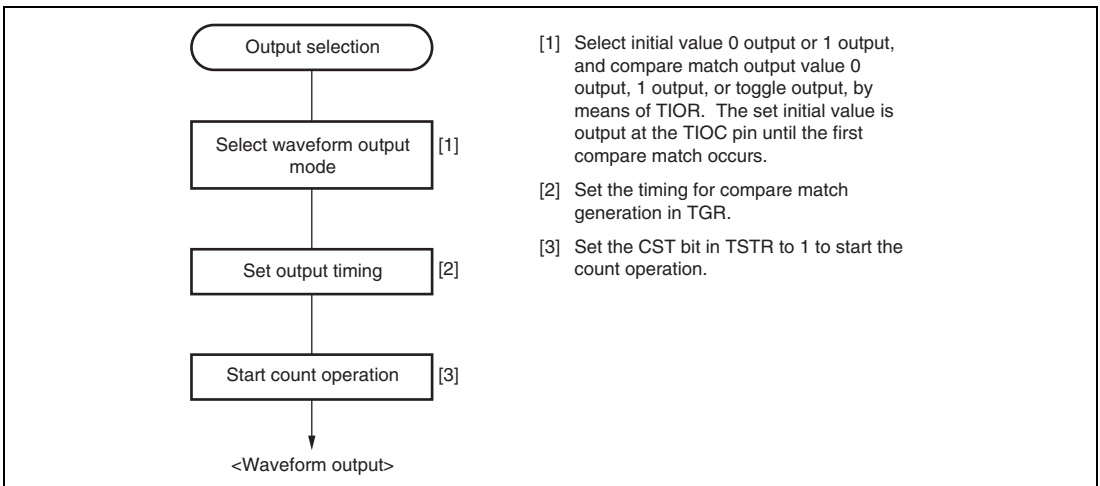 Output selection
Select waveform output
mode
[1]
Set output timing
[2]
Start count operation
[3]
<Waveform output>
[1] Select initial value 0 output or 1 output,
and compare match output value 0
output, 1 output, or toggle output, by
means of TIOR. The set initial value is
output at the TIOC pin until the first
compare match occurs.
[2] Set the timing for compare match
generation in TGR.
[3] Set the CST bit in TSTR to 1 to start the
count operation.